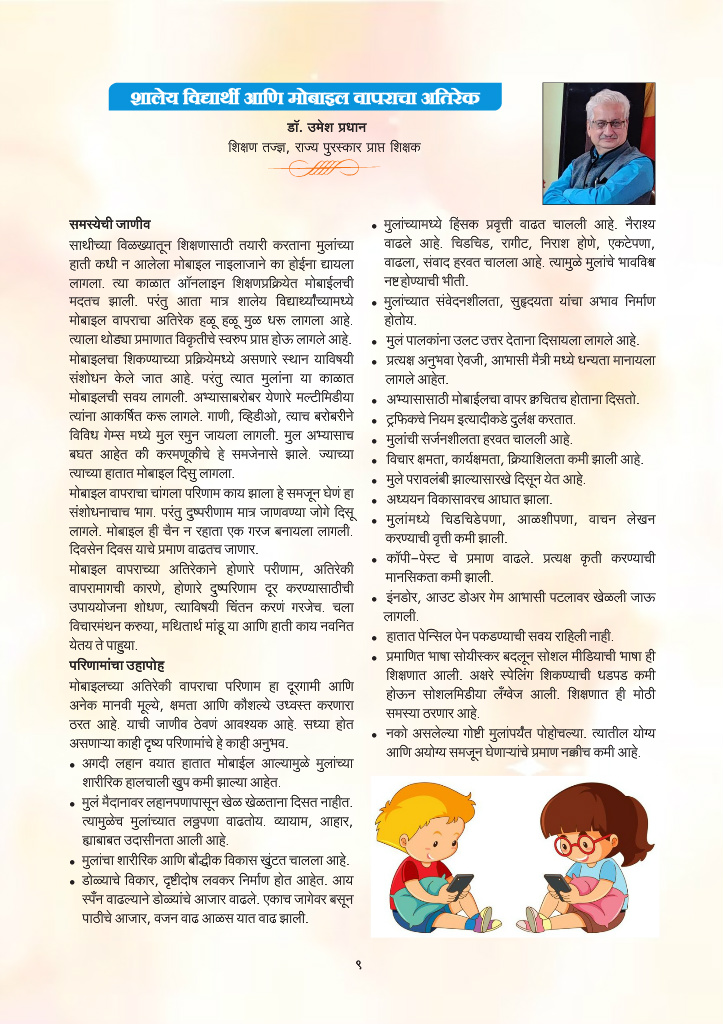 शालेय विद्यार्थी आणि मोबाइल वापराचा अतिरेक
डॉ. उमेश प्रधान
शिक्षण तज्ज्ञ, राज्य पुरस्कार प्राप्त शिक्षक
समस्येची जाणीव
साथीच्या विळख्यातून शिक्षणासाठी तयारी करताना मुलांच्या
हाती कधी न आलेला मोबाइल नाइलाजाने का होईना द्यायला
लागला. त्या काळात ऑनलाइन शिक्षणप्रक्रियेत मोबाईलची
मदतच झाली. परंतु आता मात्र शालेय विद्यार्थ्यांच्यामध्ये
मोबाइल वापराचा अतिरेक हळू हळू मुळ धरू लागला आहे.
त्याला थोड्या प्रमाणात विकृतीचे स्वरुप प्राप्त होऊ लागले आहे.
मोबाइलचा शिकण्याच्या प्रक्रियेमध्ये असणारे स्थान याविषयी
संशोधन केले जात आहे. परंतु त्यात मुलांना या काळात
मोबाइलची सवय लागली. अभ्यासाबरोबर येणारे मल्टीमिडीया
त्यांना आकर्षित करू लागले. गाणी, व्हिडीओ, त्याच बरोबरीने
विविध गेम्स मध्ये मुल रमुन जायला लागली. मुल अभ्यासाच
बघत आहेत की करमणूकीचे हे समजेनासे झाले. ज्याच्या
त्याच्या हातात मोबाइल दिसु लागला.
मोबाइल वापराचा चांगला परिणाम काय झाला हे समजून घेणं हा
संशोधनाचाच भाग. परंतु दुष्परीणाम मात्र जाणवण्या जोगे दिसू
लागले. मोबाइल ही चैन न रहाता एक गरज बनायला लागली.
दिवसेन दिवस याचे प्रमाण वाढतच जाणार.
मोबाइल वापराच्या अतिरेकाने होणारे परीणाम, अतिरेकी
वापरामागची कारणे, होणारे दुष्परिणाम दूर करण्यासाठीची
उपाययोजना शोधण, त्याविषयी चिंतन करणं गरजेच. चला
विचारमंथन करुया, मथितार्थ मांडू या आणि हाती काय नवनित
येतय ते पाहुया.
परिणामांचा उहापोह
मोबाइलच्या अतिरेकी वापराचा परिणाम हा दूरगामी आणि
अनेक मानवी मूल्ये, क्षमता आणि कौशल्ये उध्वस्त करणारा
ठरत आहे. याची जाणीव ठेवणं आवश्यक आहे. सध्या होत
असणाऱ्या काही दृष्य परिणामांचे हे काही अनुभव.
• अगदी लहान वयात हातात मोबाईल आल्यामुळे मुलांच्या
शारीरिक हालचाली खुप कमी झाल्या आहेत.
• मुलं मैदानावर लहानपणापासून खेळ खेळताना दिसत नाहीत.
त्यामुळेच मुलांच्यात लठ्ठपणा वाढतोय. व्यायाम, आहार,
ह्याबाबत उदासीनता आली आहे.
• मुलांचा शारीरिक आणि बौद्धीक विकास खुंटत चालला आहे.
• डोळ्याचे विकार, दृष्टीदोष लवकर निर्माण होत आहेत. आय
स्पॅन वाढल्याने डोळ्यांचे आजार वाढले. एकाच जागेवर बसून
पाठीचे आजार, वजन वाढ आळस यात वाढ झाली.
• मुलांच्यामध्ये हिंसक प्रवृत्ती वाढत चालली आहे. नैराश्य
वाढले आहे. चिडचिड, रागीट, निराश होणे, एकटेपणा,
वाढला, संवाद हरवत चालला आहे. त्यामुळे मुलांचे भावविश्व
नष्ट होण्याची भीती.
• मुलांच्यात संवेदनशीलता, सुहृदयता यांचा अभाव निर्माण
होतोय.
• मुलं पालकांना उलट उत्तर देताना दिसायला लागले आहे.
• प्रत्यक्ष अनुभवा ऐवजी, आभासी मैत्री मध्ये धन्यता मानायला
लागले आहेत.
• अभ्यासासाठी मोबाईलचा वापर क्वचितच होताना दिसतो.
• ट्रफिकचे नियम इत्यादीकडे दुर्लक्ष करतात.
• मुलांची सर्जनशीलता हरवत चालली आहे.
• विचार क्षमता, कार्यक्षमता, क्रियाशिलता कमी झाली आहे.
• मुले परावलंबी झाल्यासारखे दिसून येत आहे.
• अध्ययन विकासावरच आघात झाला.
• मुलांमध्ये चिडचिडेपणा, आळशीपणा, वाचन लेखन
करण्याची वृत्ती कमी झाली.
• कॉपी-पेस्ट चे प्रमाण वाढले. प्रत्यक्ष कृती करण्याची
मानसिकता कमी झाली.
• इंनडोर, आउट डोअर गेम आभासी पटलावर खेळली जाऊ
लागली.
• हातात पेन्सिल पेन पकडण्याची सवय राहिली नाही.
• प्रमाणित भाषा सोयीस्कर बदलून सोशल मीडियाची भाषा ही
शिक्षणात आली. अक्षरे स्पेलिंग शिकण्याची धडपड कमी
होऊन सोशलमिडीया लँग्वेज आली. शिक्षणात ही मोठी
समस्या ठरणार आहे.
• नको असलेल्या गोष्टी मुलांपर्यंत पोहोचल्या. त्यातील योग्य
आणि अयोग्य समजून घेणाऱ्यांचे प्रमाण नक्कीच कमी आहे.
९